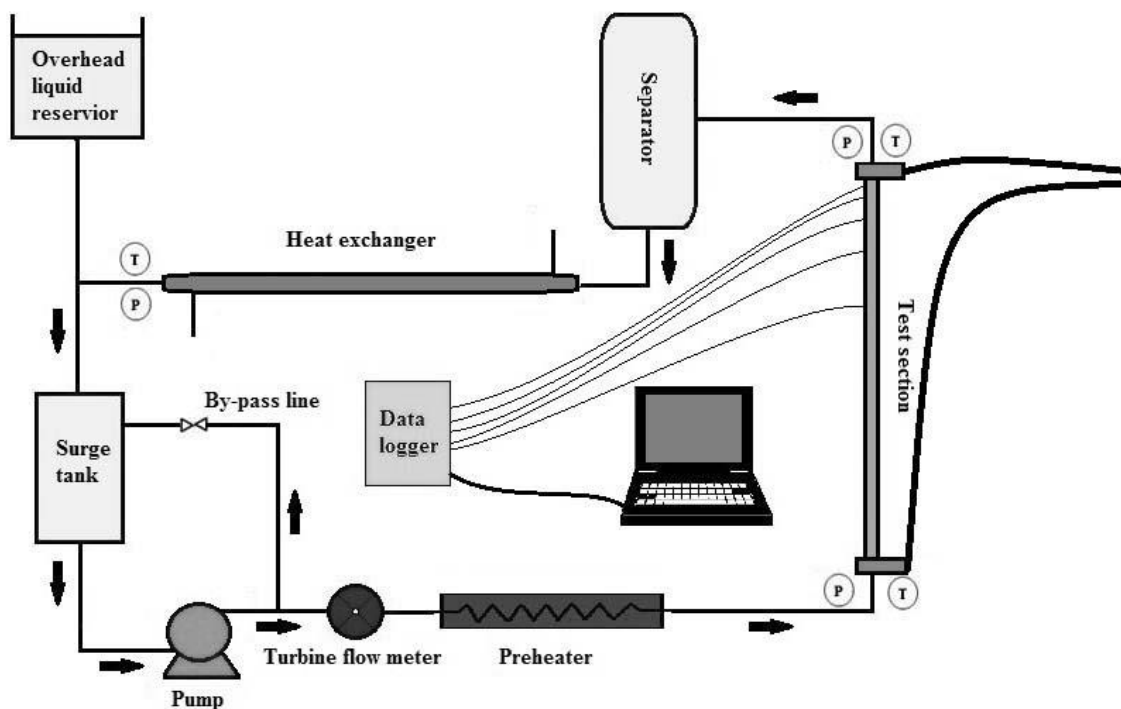 Overhead
liquid
reservior
Separator
P
T
Heat exchanger
T
P
Test section
By-pass line
Data
logger
Surge
tank
P
T
Turbine flow meter
Preheater
Pump